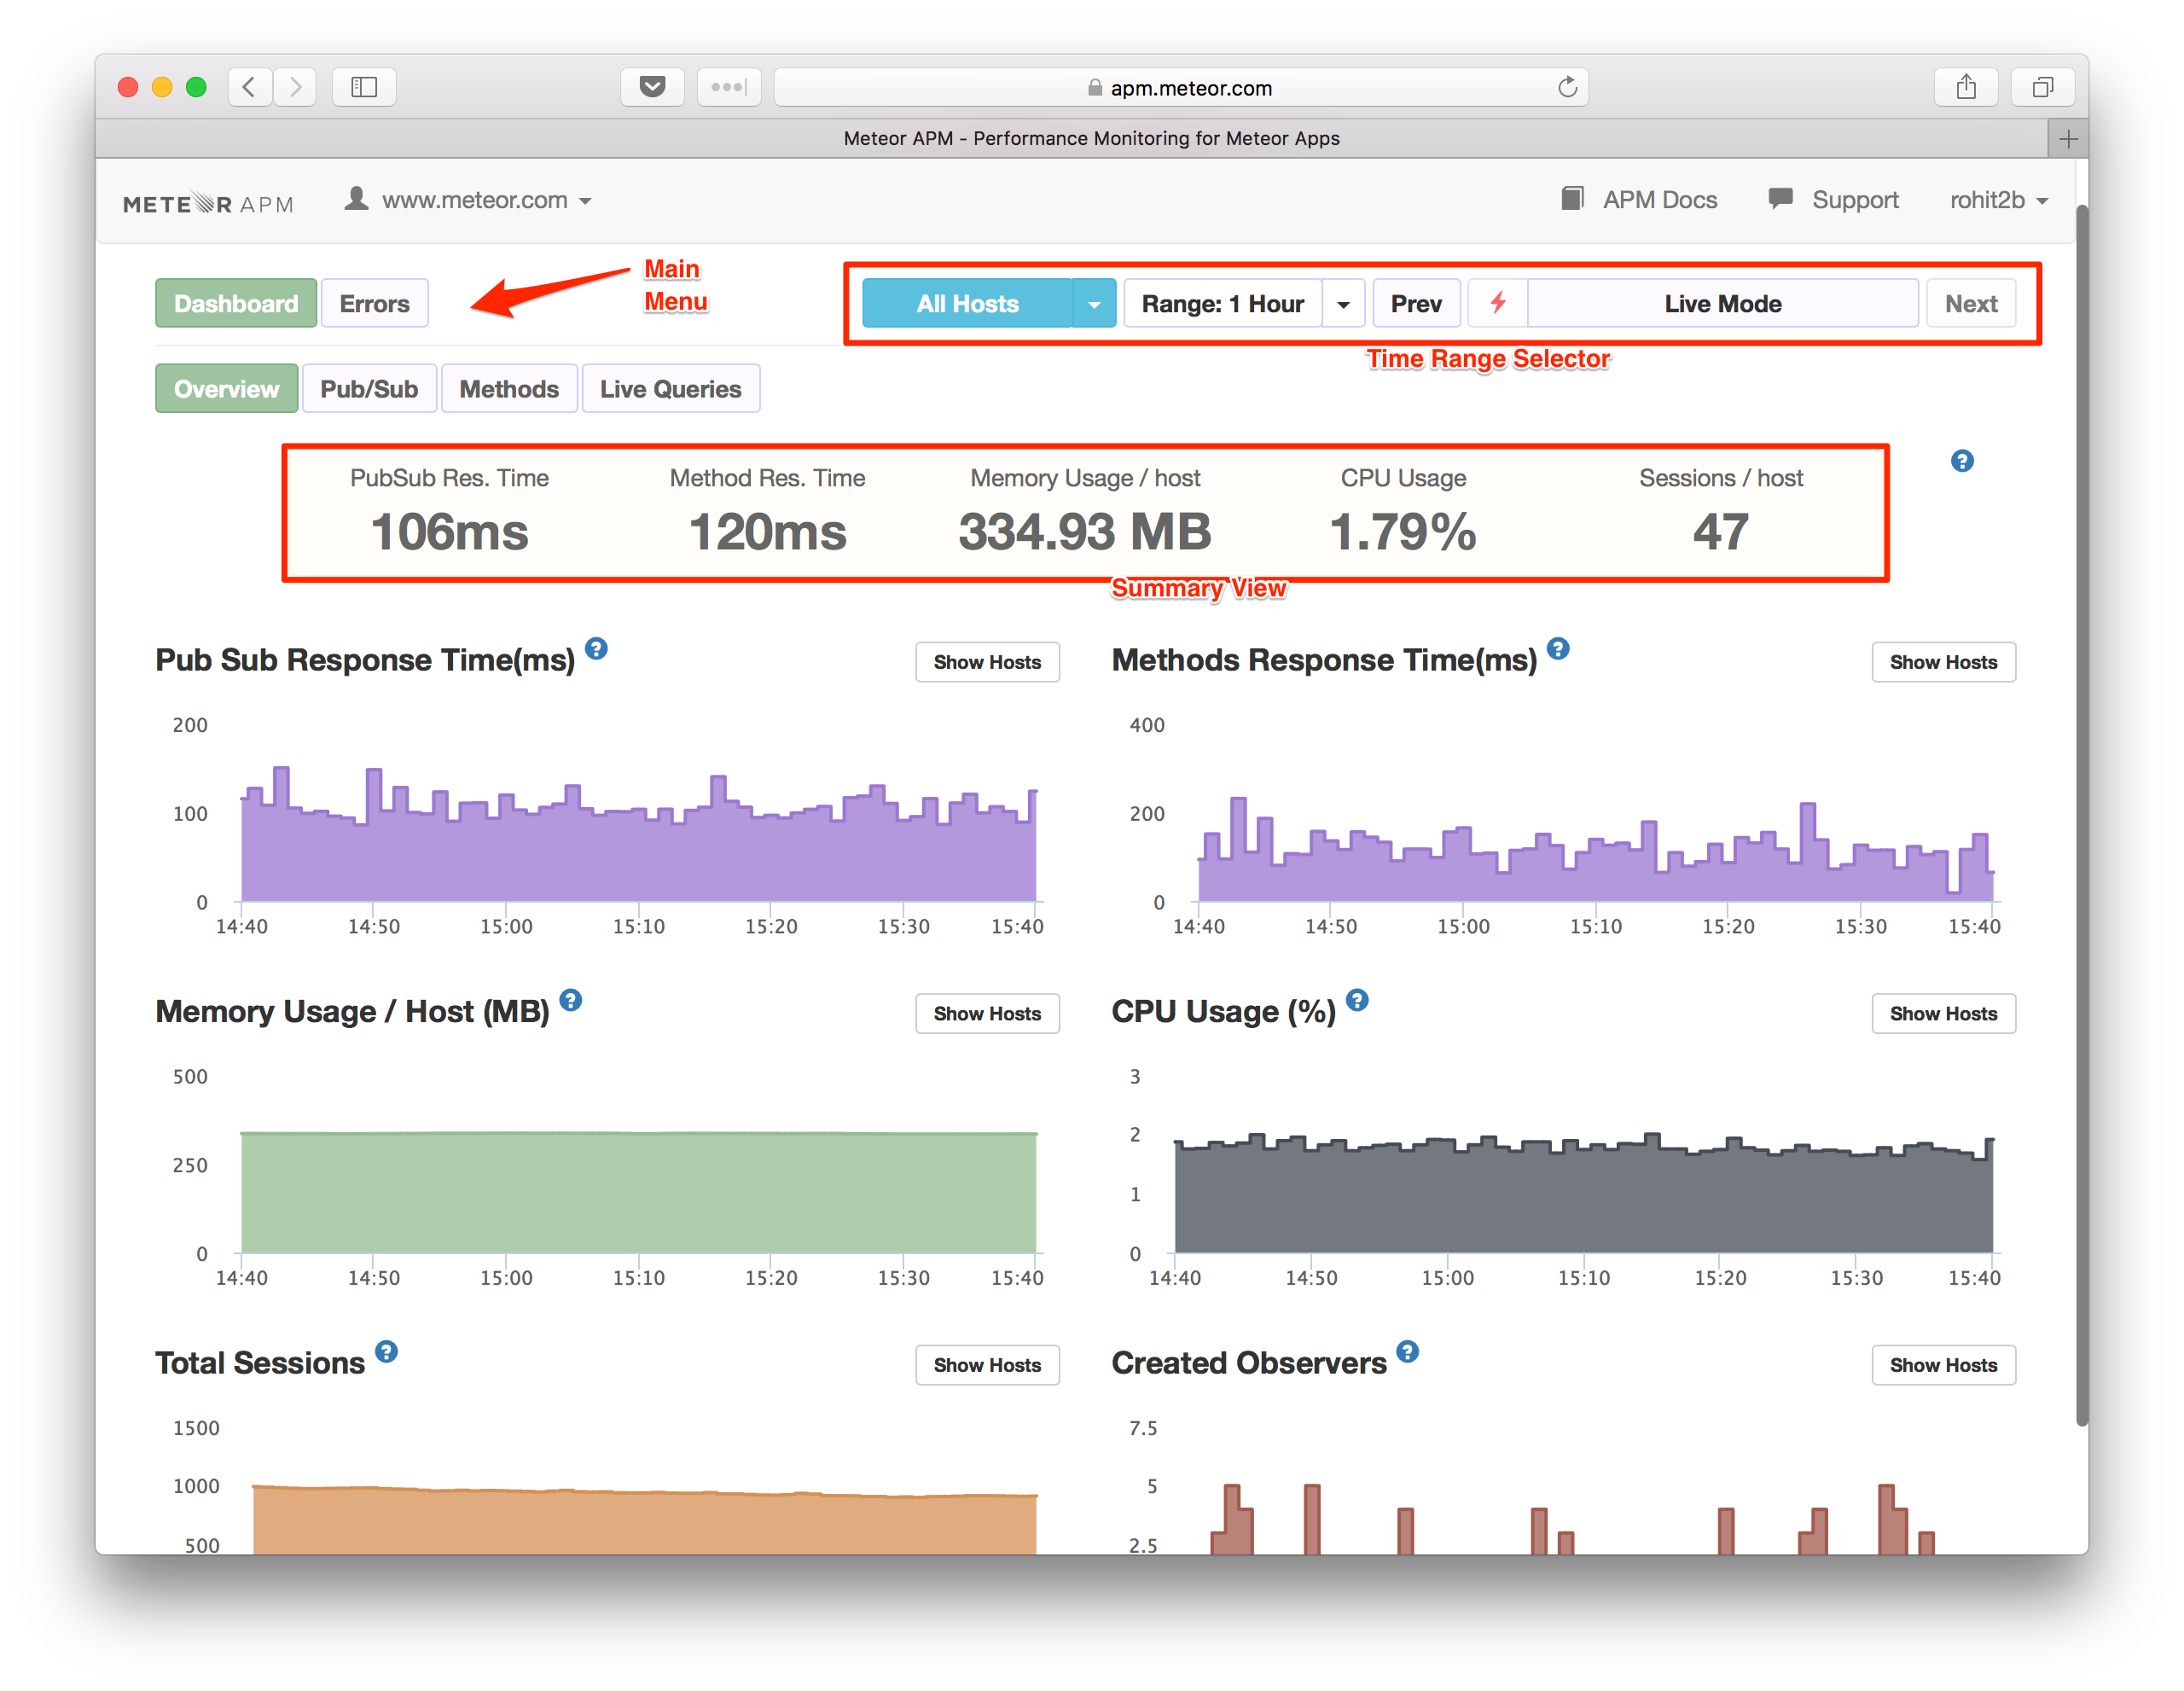 apm.meteor.com
Meteor APM - Performance Monitoring for Meteor Apps
METEOR APM www.meteor.com APM Docs Support rohit2b
Main
Menu
Dashboard Errors All Hosts Range: 1 Hour Prev Live Mode Next
Time Range Selector
Overview Pub/Sub Methods Live Queries
PubSub Res. Time Method Res. Time Memory Usage / host CPU Usage Sessions / host
106ms 120ms 334.93 MB 1.79% 47
Summary View
Pub Sub Response Time(ms) ? Show Hosts
200
100
0
14:40 14:50 15:00 15:10 15:20 15:30 15:40
Methods Response Time(ms) ? Show Hosts
400
200
0
14:40 14:50 15:00 15:10 15:20 15:30 15:40
Memory Usage / Host (MB) ? Show Hosts
500
250
0
14:40 14:50 15:00 15:10 15:20 15:30 15:40
CPU Usage (%) ? Show Hosts
3
2
1
0
14:40 14:50 15:00 15:10 15:20 15:30 15:40
Total Sessions ? Show Hosts
1500
1000
500
Created Observers ? Show Hosts
7.5
5
2.5